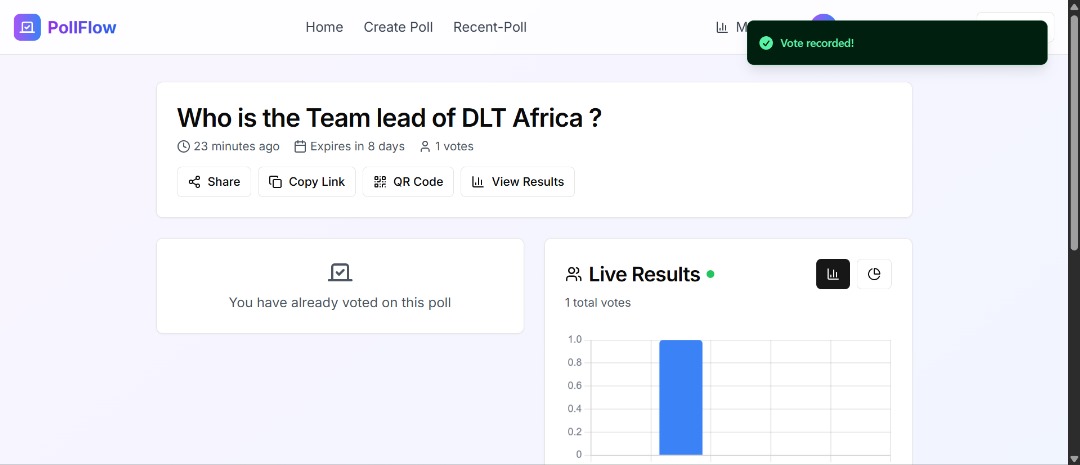 PollFlow
Home Create Poll Recent-Poll
M
Vote recorded!
Who is the Team lead of DLT Africa ?
23 minutes ago Expires in 8 days 1 votes
Share Copy Link QR Code View Results
You have already voted on this poll
Live Results
1 total votes
1.0
0.8
0.6
0.4
0.2
0